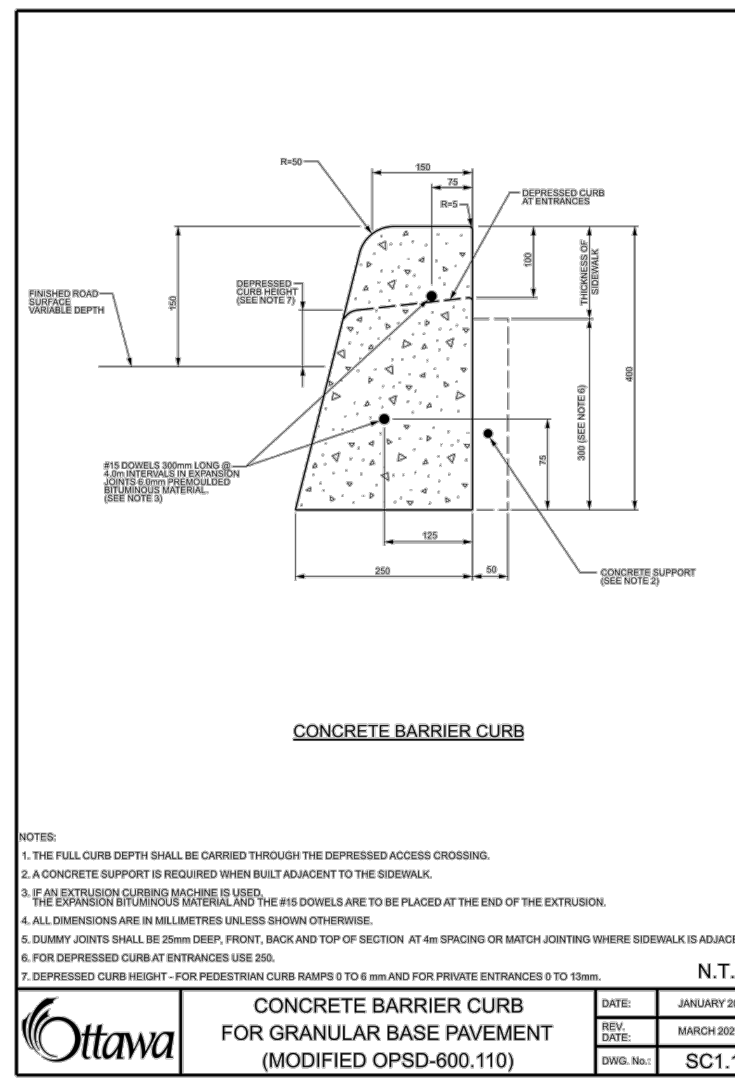 R=50
150
75
R=5
DEPRESSED CURB
AT ENTRANCES
FINISHED ROAD
SURFACE
VARIABLE DEPTH
150
DEPRESSED
CURB HEIGHT
(SEE NOTE 7)
100
THICKNESS OF
SIDEWALK
400
300 (SEE NOTE 6)
75
#15 DOWELS 300mm LONG @
4.0m INTERVALS IN EXPANSION
JOINTS 6.0mm PREMOULDED
BITUMINOUS MATERIAL.
(SEE NOTE 3)
125
250
50
CONCRETE SUPPORT
(SEE NOTE 2)
CONCRETE BARRIER CURB
NOTES:
1. THE FULL CURB DEPTH SHALL BE CARRIED THROUGH THE DEPRESSED ACCESS CROSSING.
2. A CONCRETE SUPPORT IS REQUIRED WHEN BUILT ADJACENT TO THE SIDEWALK.
3. IF AN EXTRUSION CURBING MACHINE IS USED,
THE EXPANSION BITUMINOUS MATERIAL AND THE #15 DOWELS ARE TO BE PLACED AT THE END OF THE EXTRUSION.
4. ALL DIMENSIONS ARE IN MILLIMETRES UNLESS SHOWN OTHERWISE.
5. DUMMY JOINTS SHALL BE 25mm DEEP, FRONT, BACK AND TOP OF SECTION AT 4m SPACING OR MATCH JOINTING WHERE SIDEWALK IS ADJACE
6. FOR DEPRESSED CURB AT ENTRANCES USE 250.
7. DEPRESSED CURB HEIGHT - FOR PEDESTRIAN CURB RAMPS 0 TO 6 mm AND FOR PRIVATE ENTRANCES 0 TO 13mm.
N.T.
Ottawa
CONCRETE BARRIER CURB
FOR GRANULAR BASE PAVEMENT
(MODIFIED OPSD-600.110)
DATE:
JANUARY 20
REV.
DATE:
MARCH 202
DWG. No.:
SC1.1